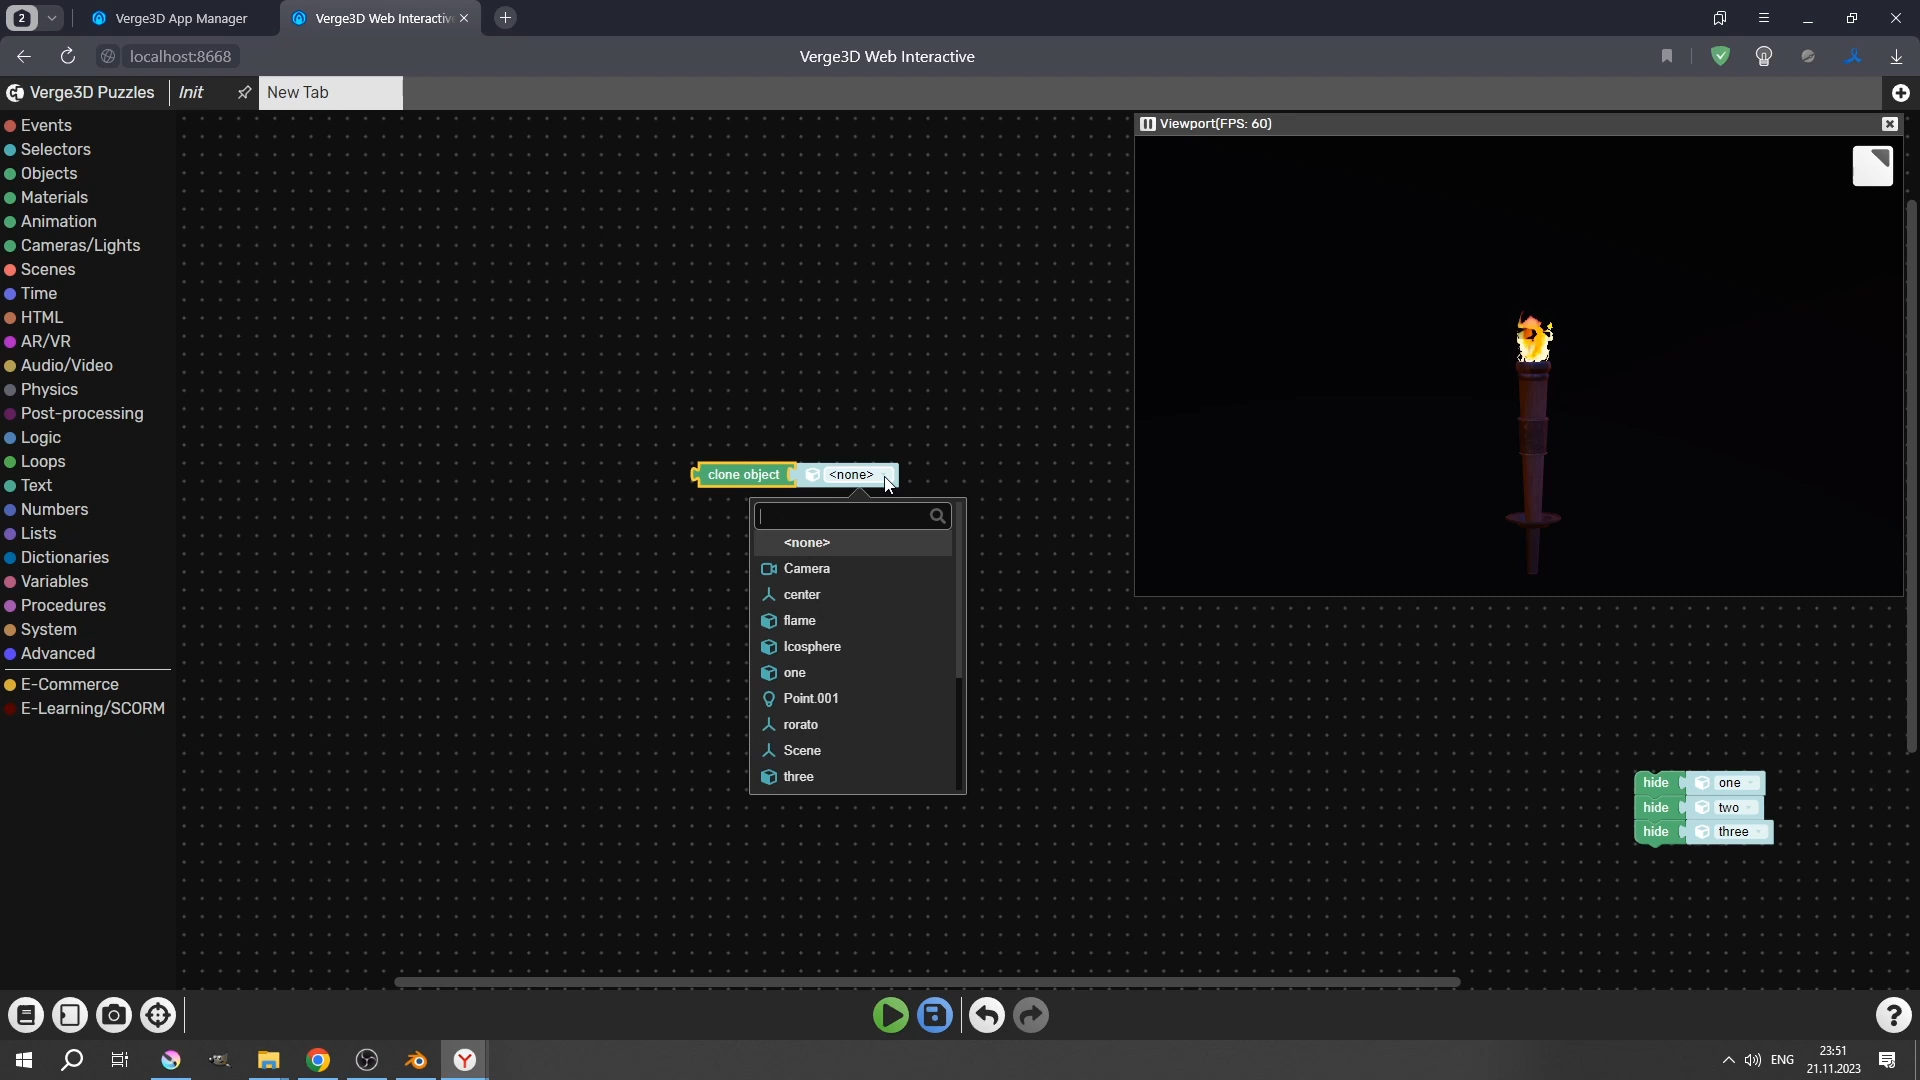 2
Verge3D App Manager
Verge3D Web Interactiv
localhost:8668
Verge3D Web Interactive
Verge3D Puzzles
Init
New Tab
Events
Selectors
Objects
Materials
Animation
Cameras/Lights
Scenes
Time
HTML
AR/VR
Audio/Video
Physics
Post-processing
Logic
Loops
Text
Numbers
Lists
Dictionaries
Variables
Procedures
System
Advanced
E-Commerce
E-Learning/SCORM
Viewport(FPS: 60)
clone object <none>
<none>
Camera
center
flame
Icosphere
one
Point.001
rorato
Scene
three
hide one
hide two
hide three
?
ENG
23:51
21.11.2023